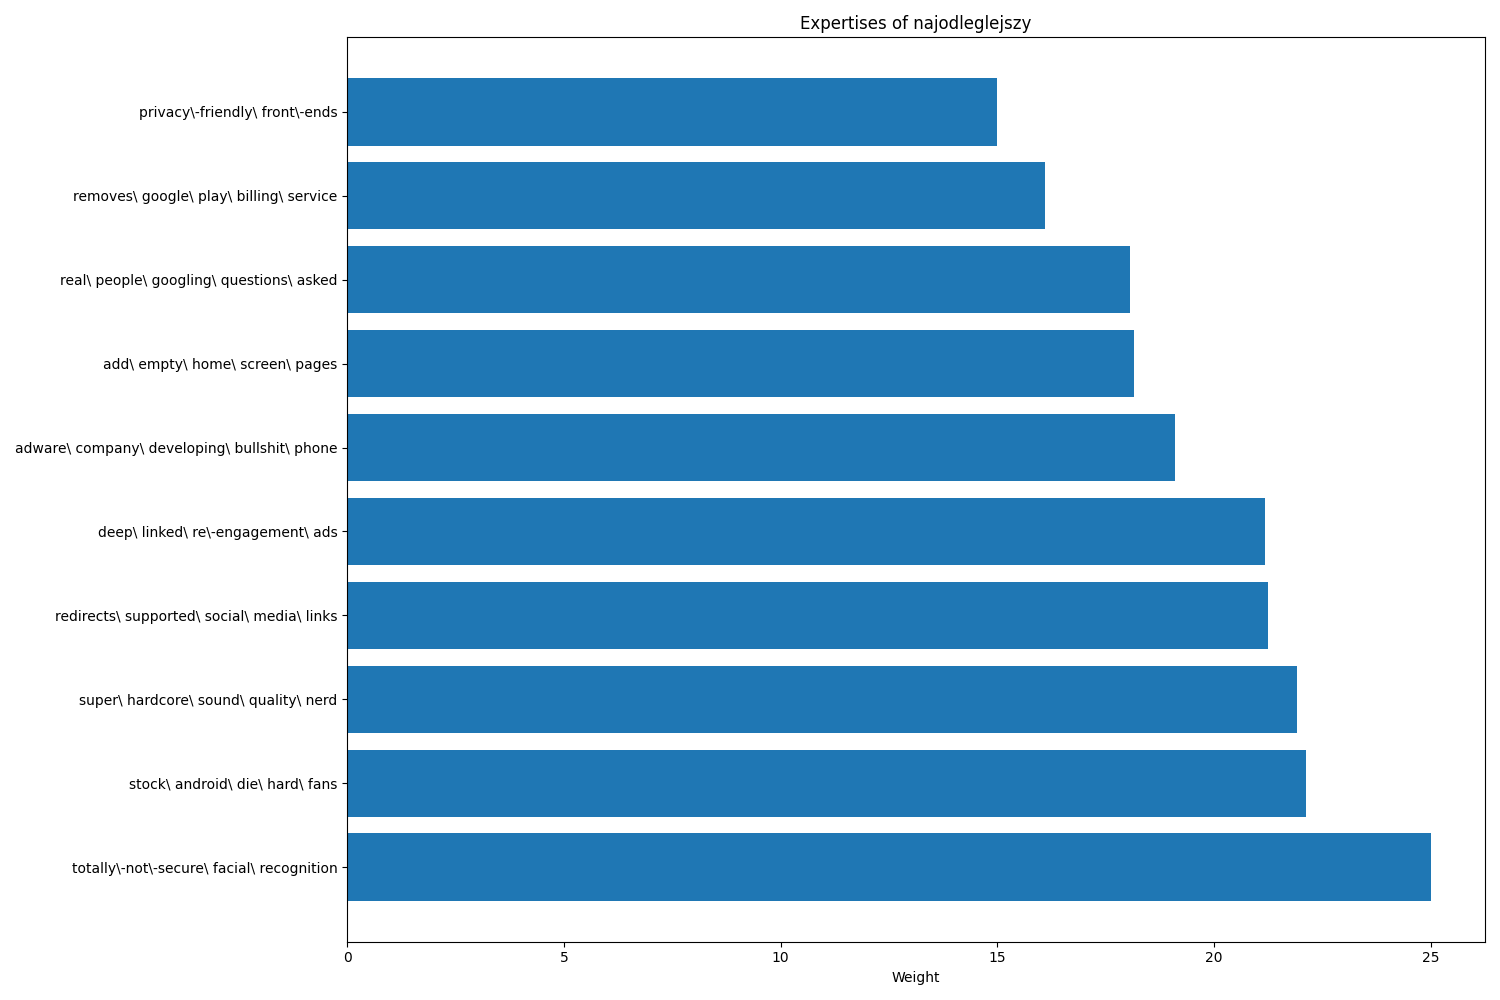 Expertises of najodleglejszy
privacy\-friendly\ front\-ends
removes\ google\ play\ billing\ service
real\ people\ googling\ questions\ asked
add\ empty\ home\ screen\ pages
adware\ company\ developing\ bullshit\ phone
deep\ linked\ re\-engagement\ ads
redirects\ supported\ social\ media\ links
super\ hardcore\ sound\ quality\ nerd
stock\ android\ die\ hard\ fans
totally\-not\-secure\ facial\ recognition
0 5 10 15 20 25
Weight